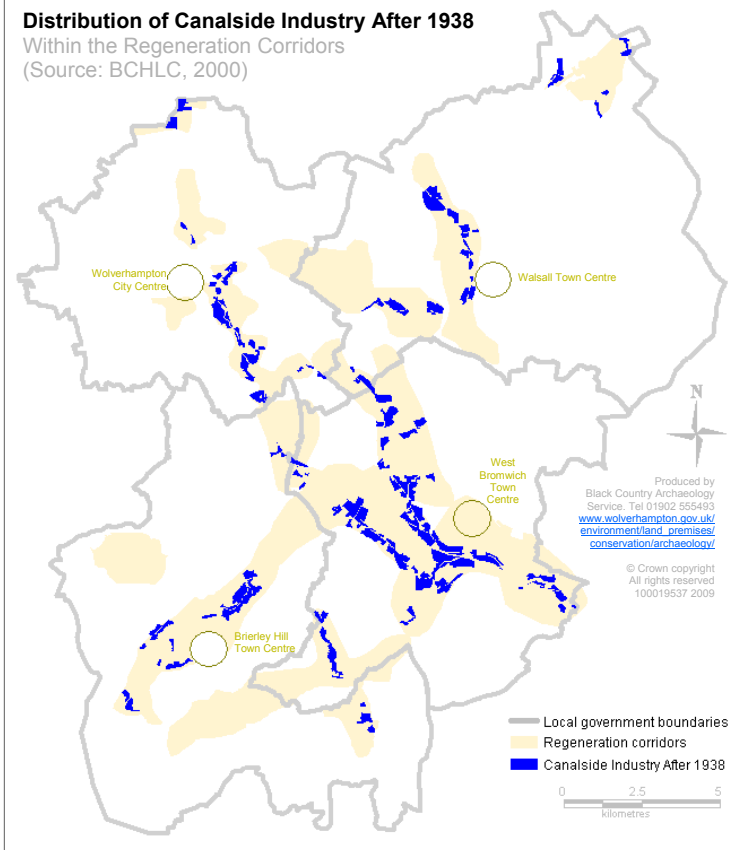 Distribution of Canalside Industry After 1938
Within the Regeneration Corridors
(Source: BCHLC, 2000)
Wolverhampton
City Centre
Walsall Town Centre
N
West
Bromwich
Town
Centre
Produced by
Black Country Archaeology
Service. Tel 01902 555493
www.wolverhampton.gov.uk/
environment/land_premises/
conservation/archaeology/
© Crown copyright
All rights reserved
100019537 2009
Brierley Hill
Town Centre
Local government boundaries
Regeneration corridors
Canalside Industry After 1938
0 2.5 5
kilometres